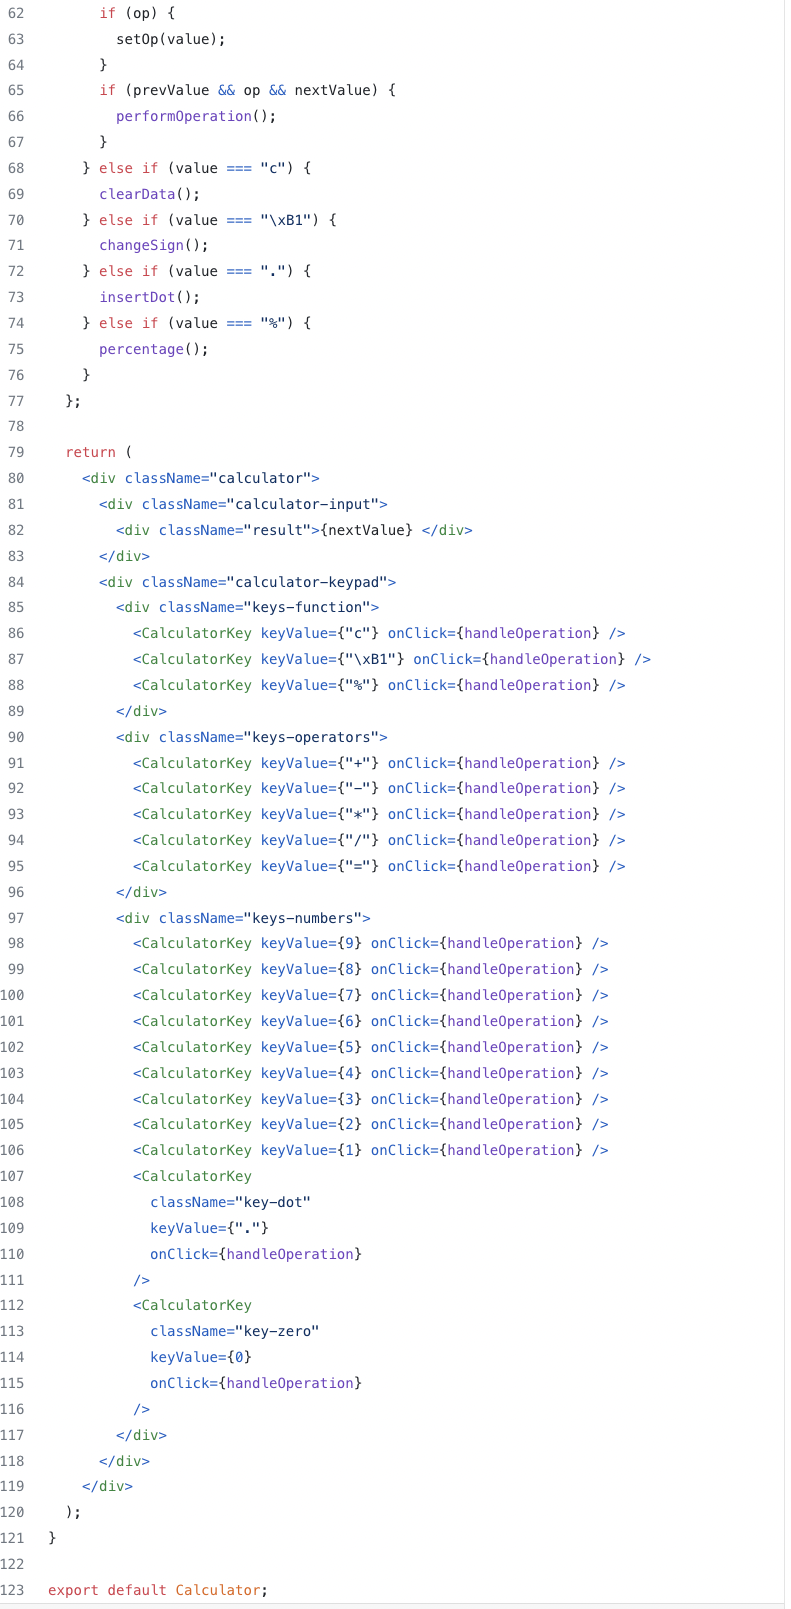 62 if (op) {
63 setOp(value);
64 }
65 if (prevValue && op && nextValue) {
66 performOperation();
67 }
68 } else if (value === "c") {
69 clearData();
70 } else if (value === "\xB1") {
71 changeSign();
72 } else if (value === ".") {
73 insertDot();
74 } else if (value === "%") {
75 percentage();
76 }
77 };
78
79 return (
80 <div className="calculator">
81 <div className="calculator-input">
82 <div className="result">{nextValue} </div>
83 </div>
84 <div className="calculator-keypad">
85 <div className="keys-function">
86 <CalculatorKey keyValue={"c"} onClick={handleOperation} />
87 <CalculatorKey keyValue={"\xB1"} onClick={handleOperation} />
88 <CalculatorKey keyValue={"%"} onClick={handleOperation} />
89 </div>
90 <div className="keys-operators">
91 <CalculatorKey keyValue={"+"} onClick={handleOperation} />
92 <CalculatorKey keyValue={"-"} onClick={handleOperation} />
93 <CalculatorKey keyValue={"*"} onClick={handleOperation} />
94 <CalculatorKey keyValue={"/"} onClick={handleOperation} />
95 <CalculatorKey keyValue={"="} onClick={handleOperation} />
96 </div>
97 <div className="keys-numbers">
98 <CalculatorKey keyValue={9} onClick={handleOperation} />
99 <CalculatorKey keyValue={8} onClick={handleOperation} />
100 <CalculatorKey keyValue={7} onClick={handleOperation} />
101 <CalculatorKey keyValue={6} onClick={handleOperation} />
102 <CalculatorKey keyValue={5} onClick={handleOperation} />
103 <CalculatorKey keyValue={4} onClick={handleOperation} />
104 <CalculatorKey keyValue={3} onClick={handleOperation} />
105 <CalculatorKey keyValue={2} onClick={handleOperation} />
106 <CalculatorKey keyValue={1} onClick={handleOperation} />
107 <CalculatorKey
108 className="key-dot"
109 keyValue={"."}
110 onClick={handleOperation}
111 />
112 <CalculatorKey
113 className="key-zero"
114 keyValue={0}
115 onClick={handleOperation}
116 />
117 </div>
118 </div>
119 </div>
120 );
121 }
122
123 export default Calculator;